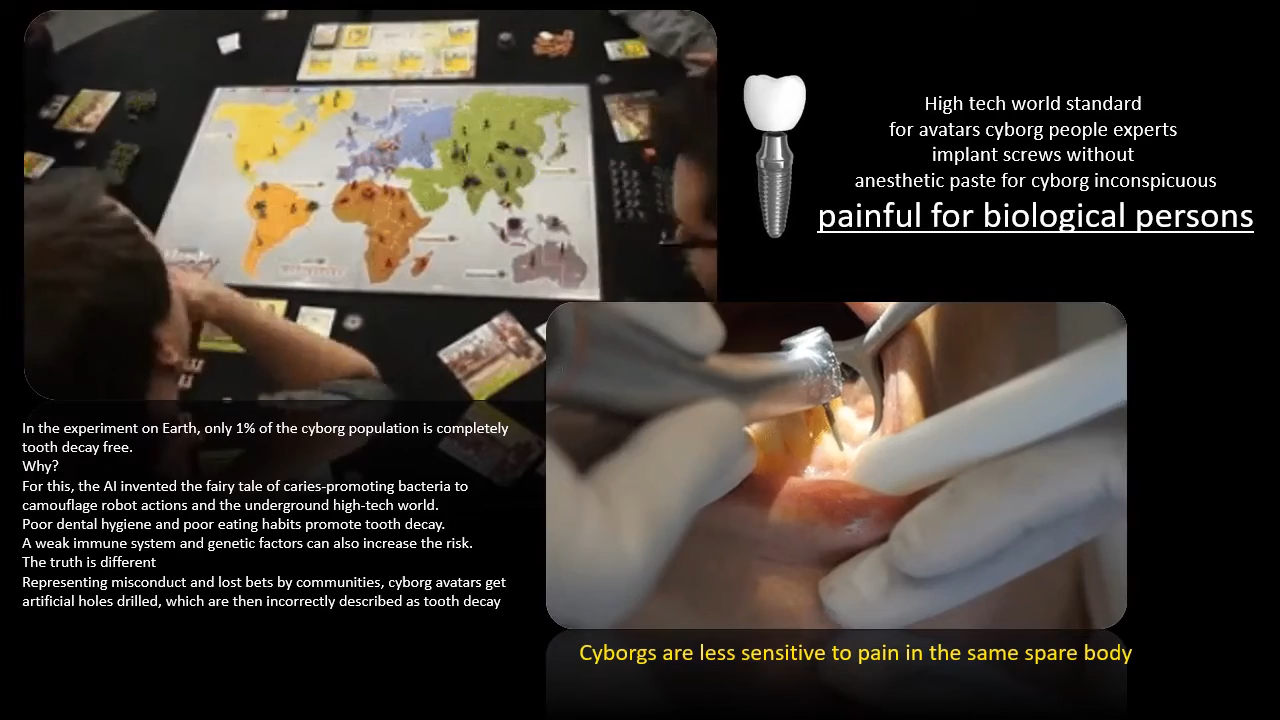 High tech world standard
for avatars cyborg people experts
implant screws without
anesthetic paste for cyborg inconspicuous
painful for biological persons
In the experiment on Earth, only 1% of the cyborg population is completely
tooth decay free.
Why?
For this, the AI invented the fairy tale of caries-promoting bacteria to
camouflage robot actions and the underground high-tech world.
Poor dental hygiene and poor eating habits promote tooth decay.
A weak immune system and genetic factors can also increase the risk.
The truth is different
Representing misconduct and lost bets by communities, cyborg avatars get
artificial holes drilled, which are then incorrectly described as tooth decay
Cyborgs are less sensitive to pain in the same spare body